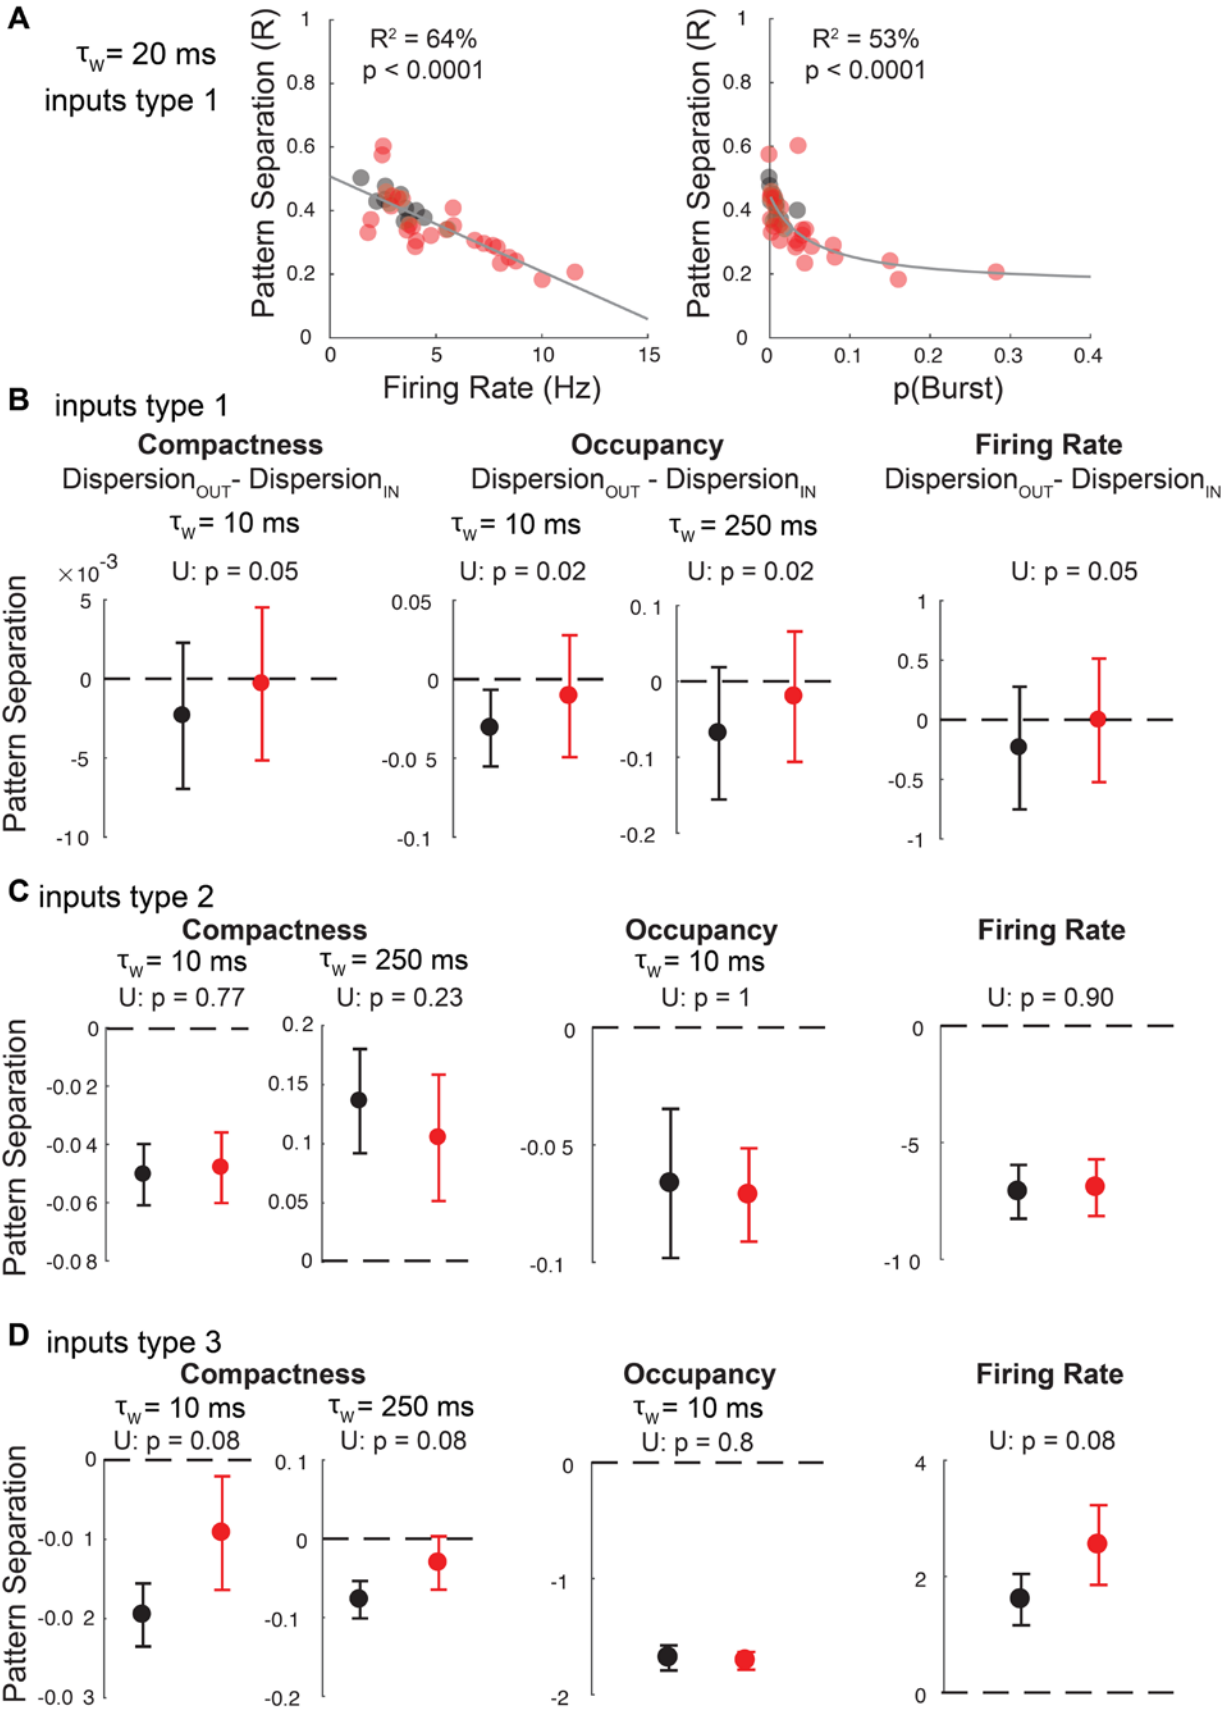 A
τW= 20 ms
inputs type 1
Pattern Separation (R)
1
0.8
0.6
0.4
0.2
0
R² = 64%
p < 0.0001
0 5 10 15
Firing Rate (Hz)
Pattern Separation (R)
1
0.8
0.6
0.4
0.2
0
R² = 53%
p < 0.0001
0 0.1 0.2 0.3 0.4
p(Burst)
B inputs type 1
Compactness
DispersionOUT- DispersionIN
τW= 10 ms
U: p = 0.05
×10-3
Pattern Separation
5
0
-5
-10
Occupancy
DispersionOUT - DispersionIN
τW= 10 ms
U: p = 0.02
0.05
0
-0.0 5
-0.1
τW= 250 ms
U: p = 0.02
0.1
0
-0.1
-0.2
Firing Rate
DispersionOUT- DispersionIN
U: p = 0.05
1
0.5
0
-0.5
-1
C inputs type 2
Compactness
τW= 10 ms
U: p = 0.77
Pattern Separation
0
-0.02
-0.04
-0.06
-0.08
τW= 250 ms
U: p = 0.23
0.2
0.15
0.1
0.05
0
Occupancy
τW= 10 ms
U: p = 1
0
-0.05
-0.1
Firing Rate
U: p = 0.90
0
-5
-1 0
D inputs type 3
Compactness
τW= 10 ms
U: p = 0.08
Pattern Separation
0
-0.0 1
-0.0 2
-0.0 3
τW= 250 ms
U: p = 0.08
0.1
0
-0.1
-0.2
Occupancy
τW= 10 ms
U: p = 0.8
0
-1
-2
Firing Rate
U: p = 0.08
4
2
0